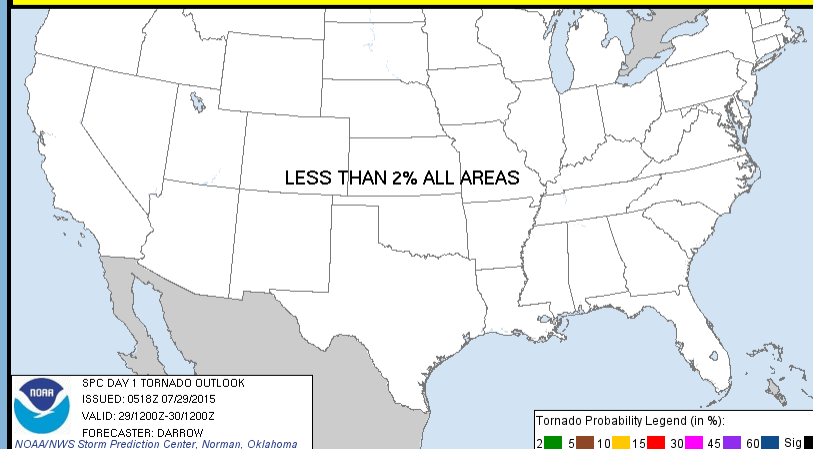 LESS THAN 2% ALL AREAS
NOAA
SPC DAY 1 TORNADO OUTLOOK
ISSUED: 0518Z 07/29/2015
VALID: 29/1200Z-30/1200Z
FORECASTER: DARROW
NOAA/NWS Storm Prediction Center, Norman, Oklahoma
Tornado Probability Legend (in %):
2 5 10 15 30 45 60 Sig